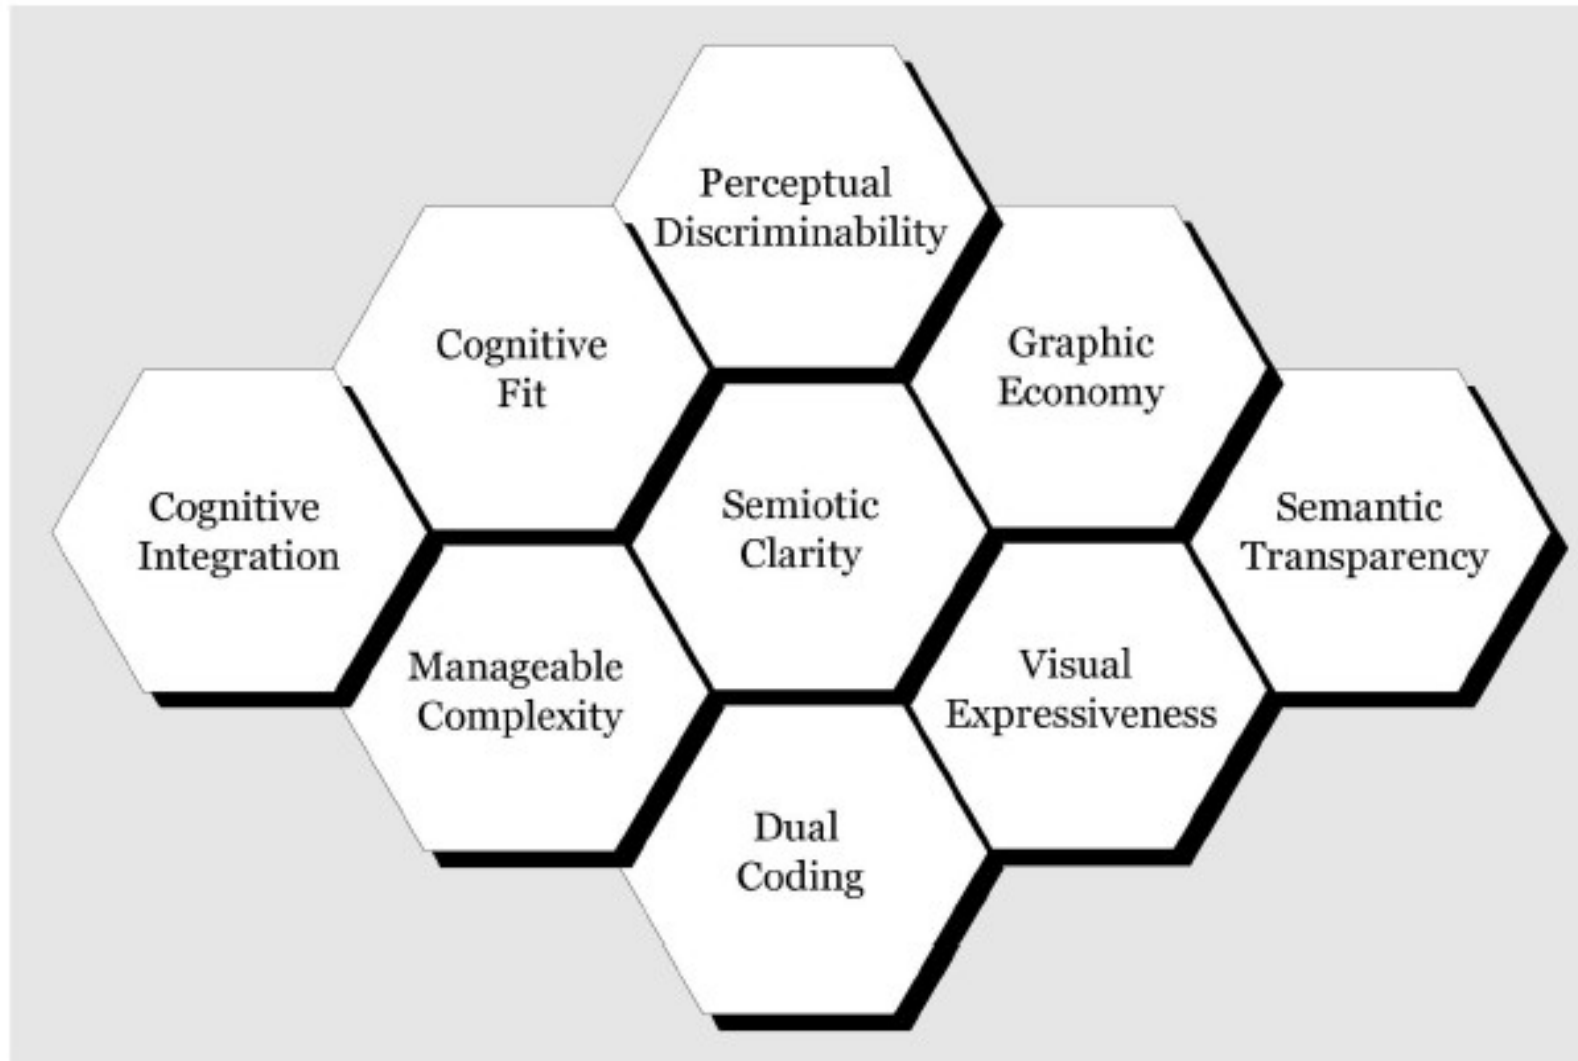 Perceptual
Discriminability
Cognitive
Fit
Graphic
Economy
Cognitive
Integration
Semiotic
Clarity
Semantic
Transparency
Manageable
Complexity
Visual
Expressiveness
Dual
Coding